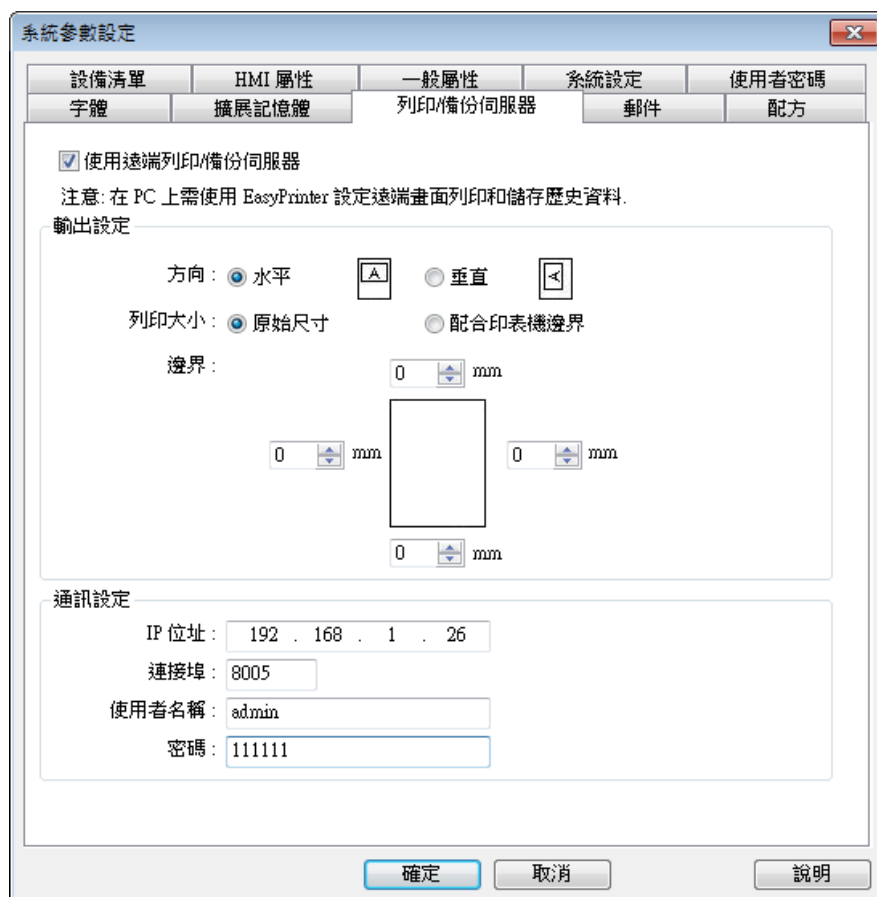 系統參數設定
設備清單 HMI 屬性 一般屬性 系統設定 使用者密碼
字體 擴展記憶體 列印/備份伺服器 郵件 配方
使用遠端列印/備份伺服器
注意: 在 PC 上需使用 EasyPrinter 設定遠端畫面列印和儲存歷史資料.
輸出設定
方向 : 水平 A 垂直 A
列印大小 : 原始尺寸 配合印表機邊界
邊界 : 0 mm
0 mm 0 mm
0 mm
通訊設定
IP 位址 : 192 . 168 . 1 . 26
連接埠 : 8005
使用者名稱 : admin
密碼 : 111111
確定 取消 說明